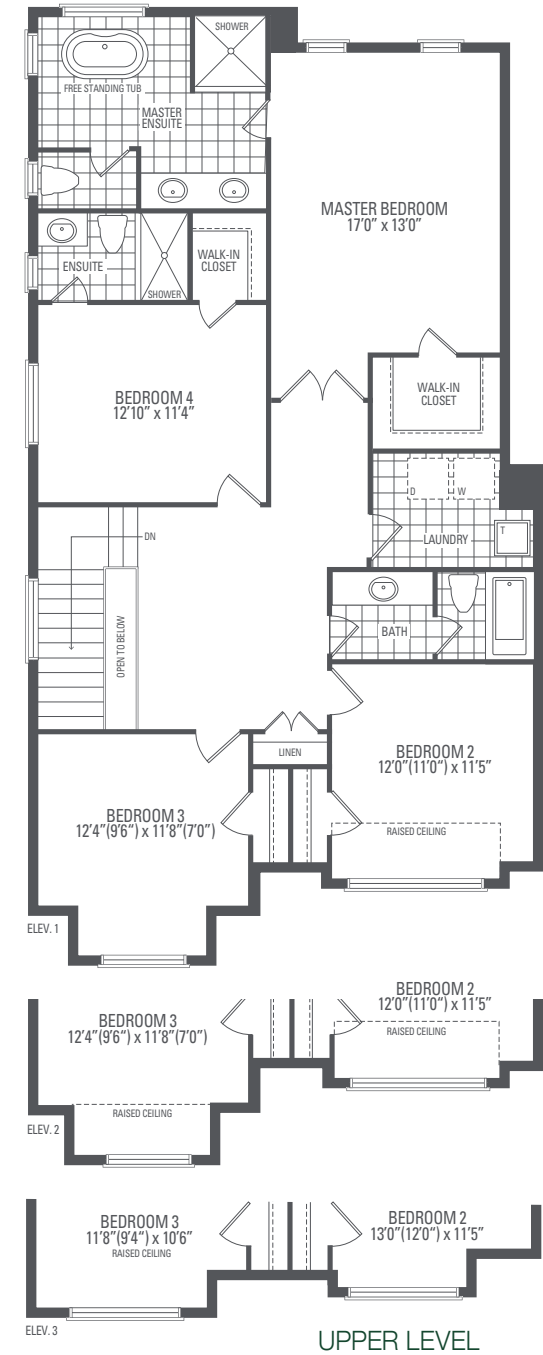 SHOWER
FREE STANDING TUB
MASTER
ENSUITE
MASTER BEDROOM
17'0" x 13'0"
ENSUITE
SHOWER
WALK-IN
CLOSET
BEDROOM 4
12'10" x 11'4"
WALK-IN
CLOSET
D
W
LAUNDRY
T
DN
OPEN TO BELOW
BATH
LINEN
BEDROOM 2
12'0"(11'0") x 11'5"
RAISED CEILING
BEDROOM 3
12'4"(9'6") x 11'8"(7'0")
ELEV. 1
BEDROOM 2
12'0"(11'0") x 11'5"
RAISED CEILING
BEDROOM 3
12'4"(9'6") x 11'8"(7'0")
RAISED CEILING
ELEV. 2
BEDROOM 3
11'8"(9'4") x 10'6"
RAISED CEILING
BEDROOM 2
13'0"(12'0") x 11'5"
ELEV. 3
UPPER LEVEL